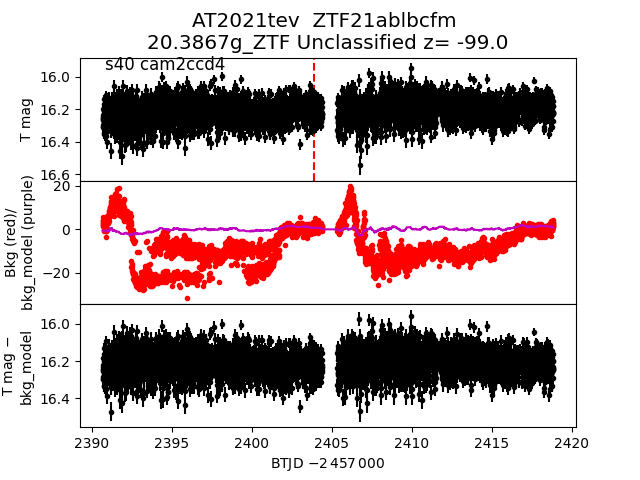 AT2021tev ZTF21ablbcfm
20.3867g_ZTF Unclassified z= -99.0
s40 cam2ccd4
T mag
16.0
16.2
16.4
16.6
Bkg (red)/
bkg_model (purple)
20
0
−20
T mag −
bkg_model
16.0
16.2
16.4
2390 2395 2400 2405 2410 2415 2420
BTJD −2 457 000